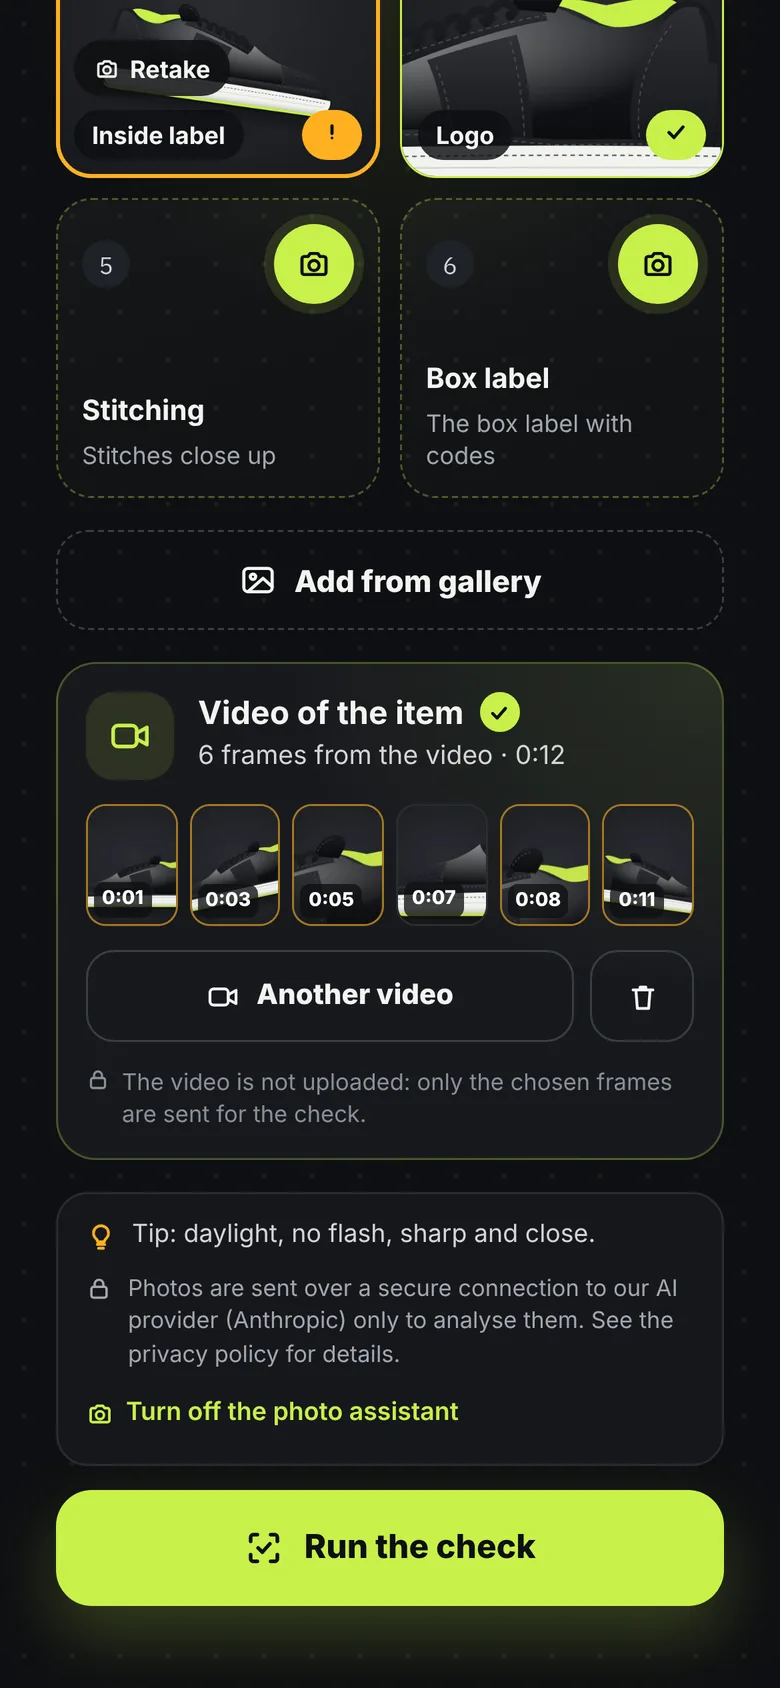 Retake
Inside label
!
Logo
5
6
Stitching
Stitches close up
Box label
The box label with
codes
Add from gallery
Video of the item
6 frames from the video · 0:12
0:01
0:03
0:05
0:07
0:08
0:11
Another video
The video is not uploaded: only the chosen frames
are sent for the check.
Tip: daylight, no flash, sharp and close.
Photos are sent over a secure connection to our AI
provider (Anthropic) only to analyse them. See the
privacy policy for details.
Turn off the photo assistant
Run the check